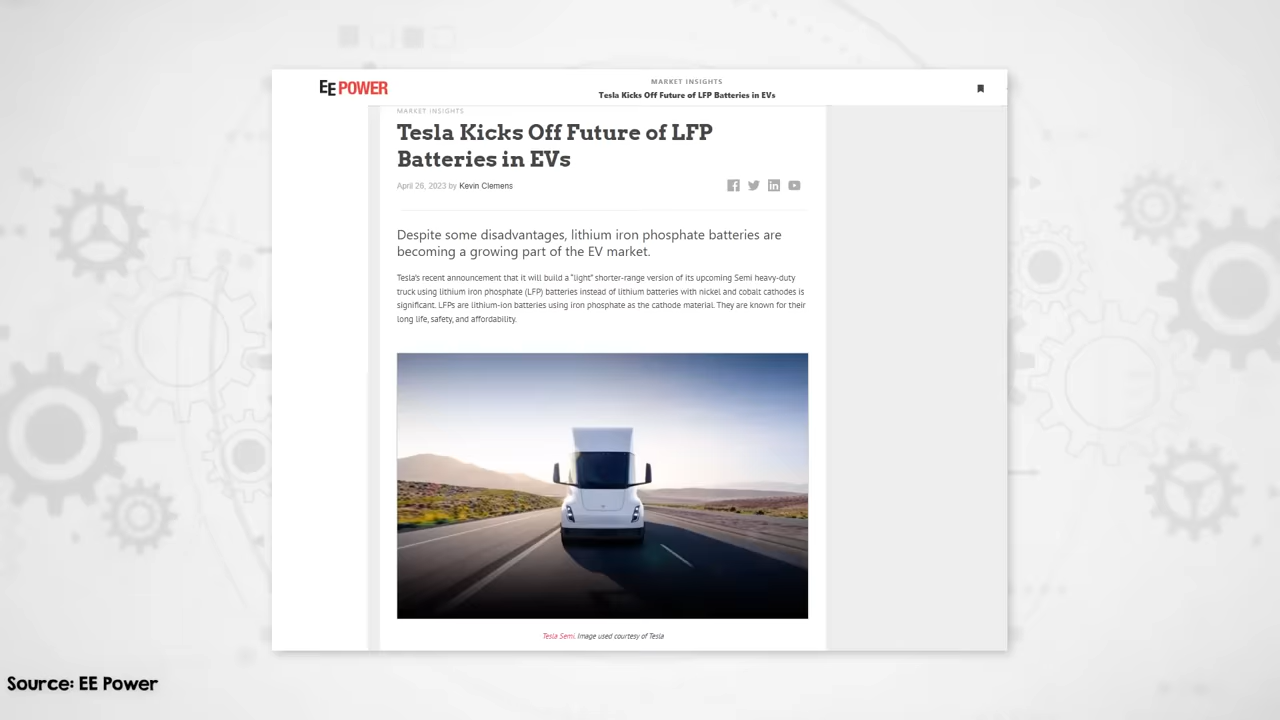 EE POWER
MARKET INSIGHTS
Tesla Kicks Off Future of LFP Batteries in EVs
MARKET INSIGHTS
Tesla Kicks Off Future of LFP
Batteries in EVs
April 26, 2023 by Kevin Clemens
Despite some disadvantages, lithium iron phosphate batteries are
becoming a growing part of the EV market.
Tesla's recent announcement that it will build a "light" shorter-range version of its upcoming Semi heavy-duty
truck using lithium iron phosphate (LFP) batteries instead of lithium batteries with nickel and cobalt cathodes is
significant. LFPs are lithium-ion batteries using iron phosphate as the cathode material. They are known for their
long life, safety, and affordability.
Tesla Semi. Image used courtesy of Tesla
Source: EE Power